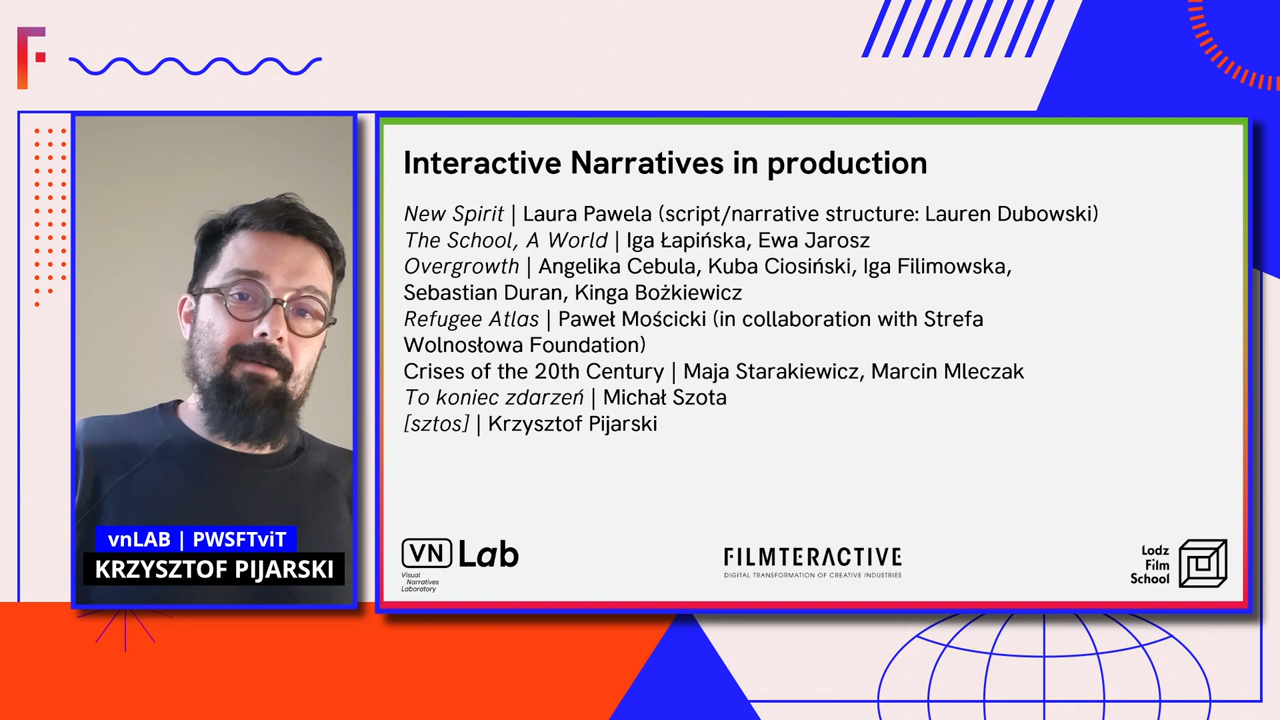 vnLAB | PWSFTviT
KRZYSZTOF PIJARSKI
Interactive Narratives in production
New Spirit | Laura Pawela (script/narrative structure: Lauren Dubowski)
The School, A World | Iga Łapińska, Ewa Jarosz
Overgrowth | Angelika Cebula, Kuba Ciosiński, Iga Filimowska,
Sebastian Duran, Kinga Bożkiewicz
Refugee Atlas | Paweł Mościcki (in collaboration with Strefa
Wolnosłowa Foundation)
Crises of the 20th Century | Maja Starakiewicz, Marcin Mleczak
To koniec zdarzeń | Michał Szota
[sztos] | Krzysztof Pijarski
VN Lab
Visual
Narratives
Laboratory
FILMTERACTIVE
DIGITAL TRANSFORMATION OF CREATIVE INDUSTRIES
Lodz
Film
School